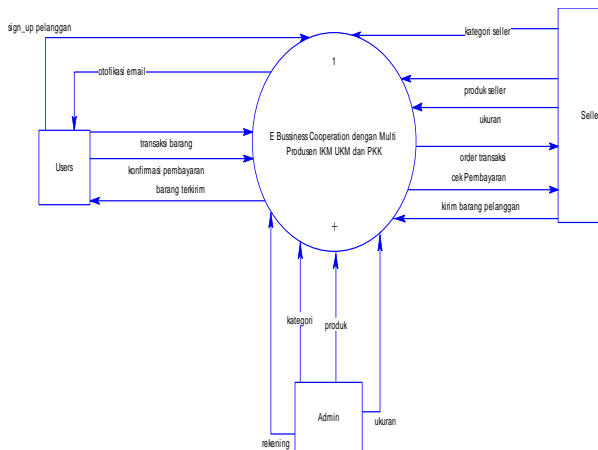 sign_up pelanggan
kategori seller
1
otofikasi email
produk seller
ukuran
Selle
E Bussiness Cooperation dengan Multi
Produsen IKM UKM dan PKK
transaksi barang
Users
order transaksi
konfirmasi pembayaran
cek Pembayaran
barang terkirim
kirim barang pelanggan
+
kategori
produk
Admin
ukuran
rekening